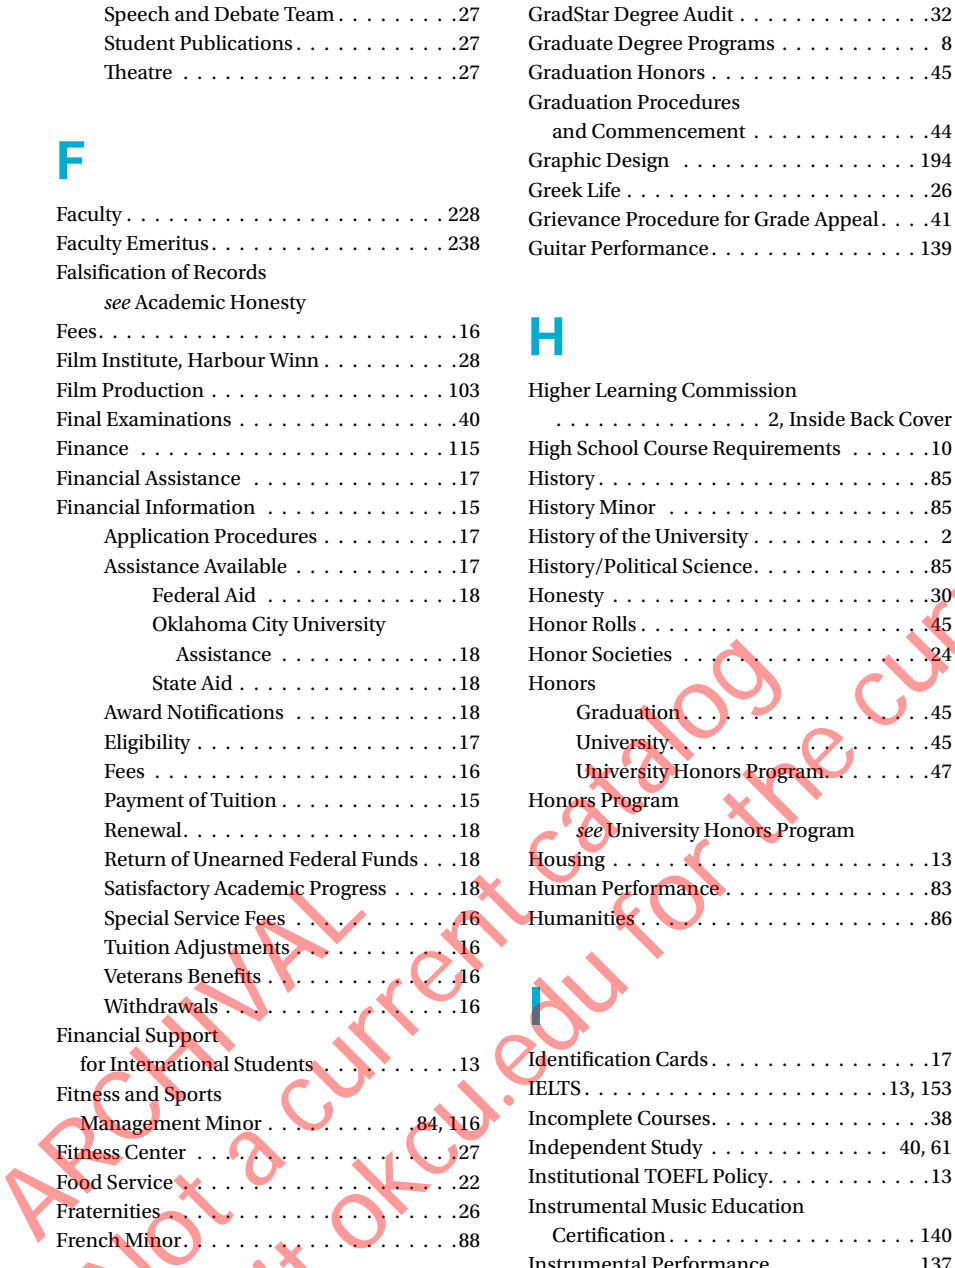 Speech and Debate Team . . . . . . . . . 27
Student Publications . . . . . . . . . . . . 27
Theatre . . . . . . . . . . . . . . . . . . . . 27
F
Faculty . . . . . . . . . . . . . . . . . . . . . . . 228
Faculty Emeritus . . . . . . . . . . . . . . . . . 238
Falsification of Records
see Academic Honesty
Fees . . . . . . . . . . . . . . . . . . . . . . . . . . 16
Film Institute, Harbour Winn . . . . . . . . . . 28
Film Production . . . . . . . . . . . . . . . . . 103
Final Examinations . . . . . . . . . . . . . . . . 40
Finance . . . . . . . . . . . . . . . . . . . . . . 115
Financial Assistance . . . . . . . . . . . . . . . 17
Financial Information . . . . . . . . . . . . . . 15
Application Procedures . . . . . . . . . . 17
Assistance Available . . . . . . . . . . . . 17
Federal Aid . . . . . . . . . . . . . . 18
Oklahoma City University
Assistance . . . . . . . . . . . . . 18
State Aid . . . . . . . . . . . . . . . . 18
Award Notifications . . . . . . . . . . . . 18
Eligibility . . . . . . . . . . . . . . . . . . . 17
Fees . . . . . . . . . . . . . . . . . . . . . . 16
Payment of Tuition . . . . . . . . . . . . . 15
Renewal . . . . . . . . . . . . . . . . . . . . 18
Return of Unearned Federal Funds . . . 18
Satisfactory Academic Progress . . . . . 18
Special Service Fees . . . . . . . . . . . . 16
Tuition Adjustments . . . . . . . . . . . . 16
Veterans Benefits . . . . . . . . . . . . . . 16
Withdrawals . . . . . . . . . . . . . . . . . 16
Financial Support
for International Students . . . . . . . . . . 13
Fitness and Sports
Management Minor . . . . . . . . . . . 84, 116
Fitness Center . . . . . . . . . . . . . . . . . . . 27
Food Service . . . . . . . . . . . . . . . . . . . . 22
Fraternities . . . . . . . . . . . . . . . . . . . . . 26
French Minor . . . . . . . . . . . . . . . . . . . . 88
GradStar Degree Audit . . . . . . . . . . . . . . 32
Graduate Degree Programs . . . . . . . . . . . 8
Graduation Honors . . . . . . . . . . . . . . . . 45
Graduation Procedures
and Commencement . . . . . . . . . . . . . 44
Graphic Design . . . . . . . . . . . . . . . . . 194
Greek Life . . . . . . . . . . . . . . . . . . . . . . 26
Grievance Procedure for Grade Appeal . . . . 41
Guitar Performance . . . . . . . . . . . . . . . 139
H
Higher Learning Commission
. . . . . . . . . . . . . . . 2, Inside Back Cover
High School Course Requirements . . . . . . 10
History . . . . . . . . . . . . . . . . . . . . . . . . 85
History Minor . . . . . . . . . . . . . . . . . . . 85
History of the University . . . . . . . . . . . . . 2
History/Political Science . . . . . . . . . . . . . 85
Honesty . . . . . . . . . . . . . . . . . . . . . . . 30
Honor Rolls . . . . . . . . . . . . . . . . . . . . . 45
Honor Societies . . . . . . . . . . . . . . . . . . 24
Honors
Graduation . . . . . . . . . . . . . . . . . . 45
University . . . . . . . . . . . . . . . . . . . 45
University Honors Program . . . . . . . . 47
Honors Program
see University Honors Program
Housing . . . . . . . . . . . . . . . . . . . . . . . 13
Human Performance . . . . . . . . . . . . . . . 83
Humanities . . . . . . . . . . . . . . . . . . . . . 86
I
Identification Cards . . . . . . . . . . . . . . . . 17
IELTS . . . . . . . . . . . . . . . . . . . . . . 13, 153
Incomplete Courses . . . . . . . . . . . . . . . . 38
Independent Study . . . . . . . . . . . . . 40, 61
Institutional TOEFL Policy . . . . . . . . . . . . 13
Instrumental Music Education
Certification . . . . . . . . . . . . . . . . . . 140
Instrumental Performance . . . . . . . . . . . 137
ARCHIVAL
Not a current catalog
okcu.edu for the